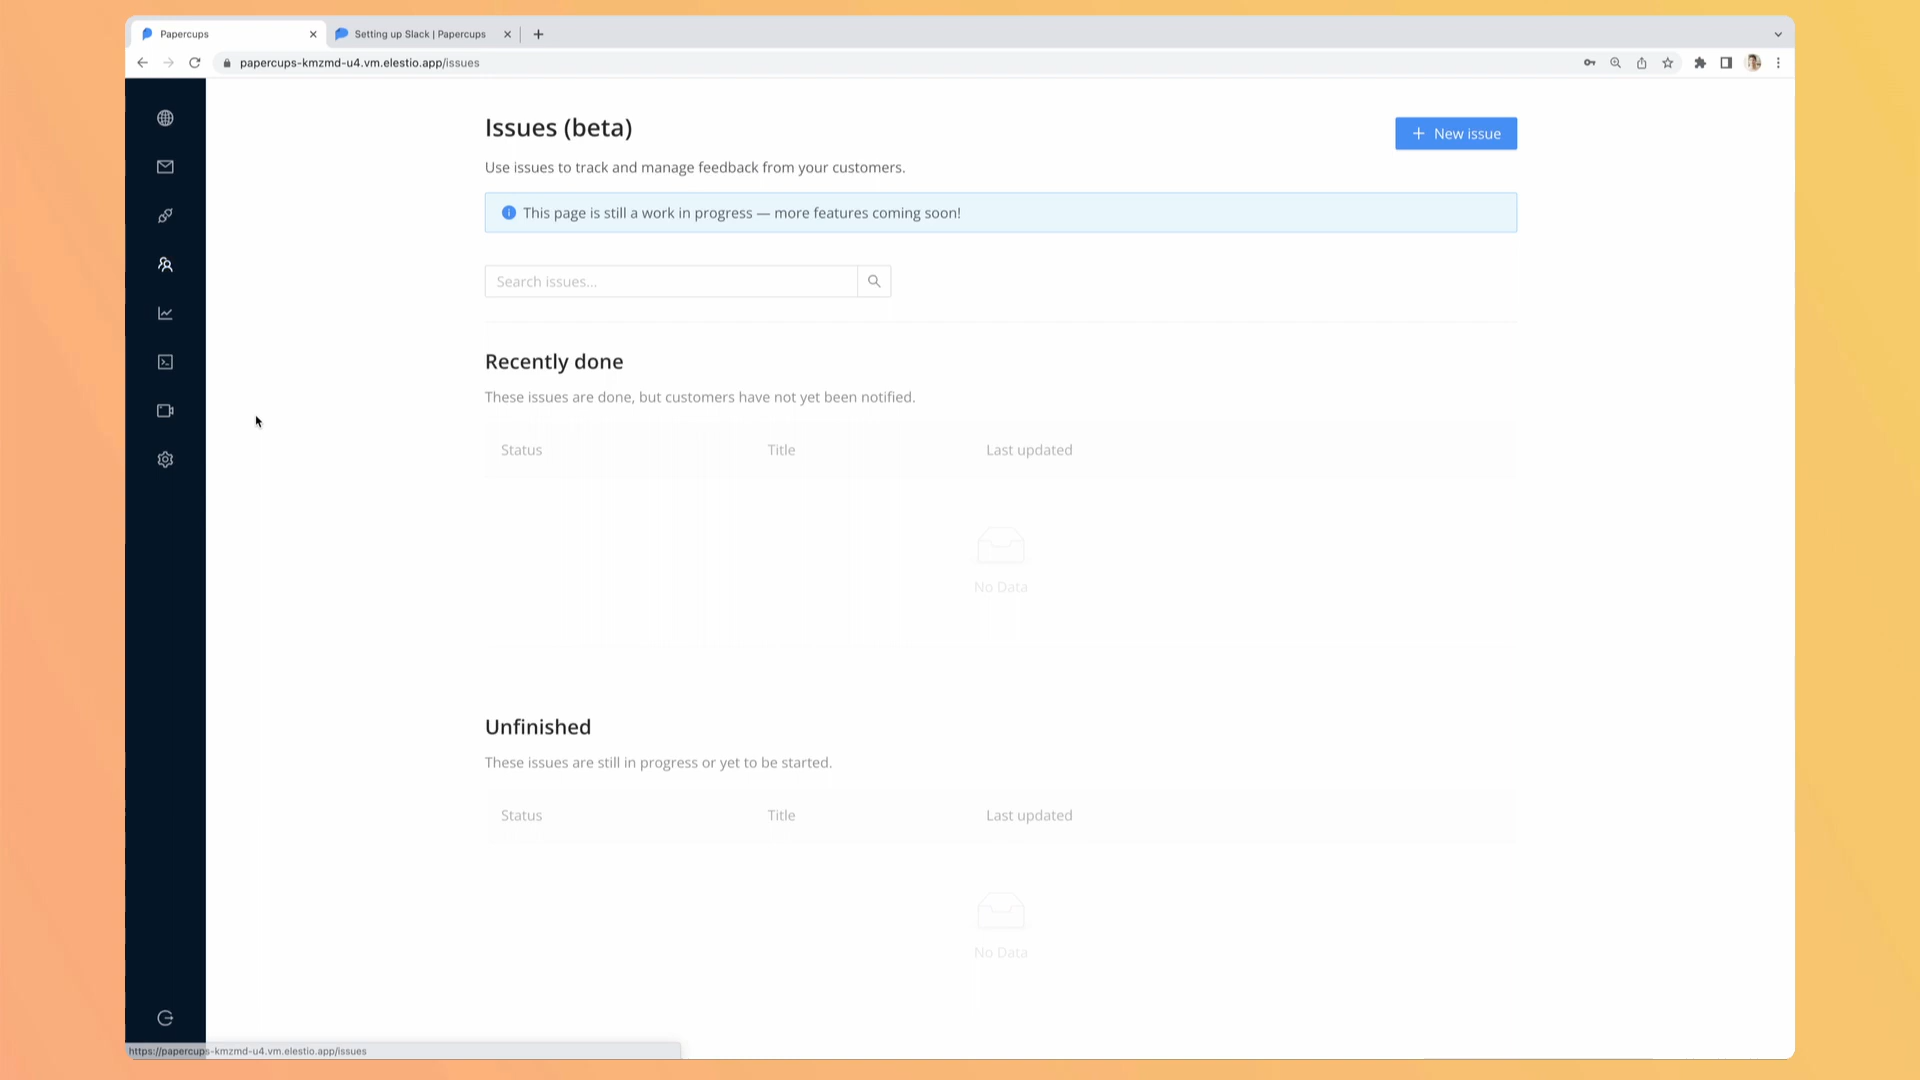 Papercups
Setting up Slack | Papercups
papercups-kmzmd-u4.vm.elestio.app/issues
Issues (beta)
New issue
Use issues to track and manage feedback from your customers.
This page is still a work in progress — more features coming soon!
Search issues...
Recently done
These issues are done, but customers have not yet been notified.
Status Title Last updated
No Data
Unfinished
These issues are still in progress or yet to be started.
Status Title Last updated
No Data
https://papercups-kmzmd-u4.vm.elestio.app/issues